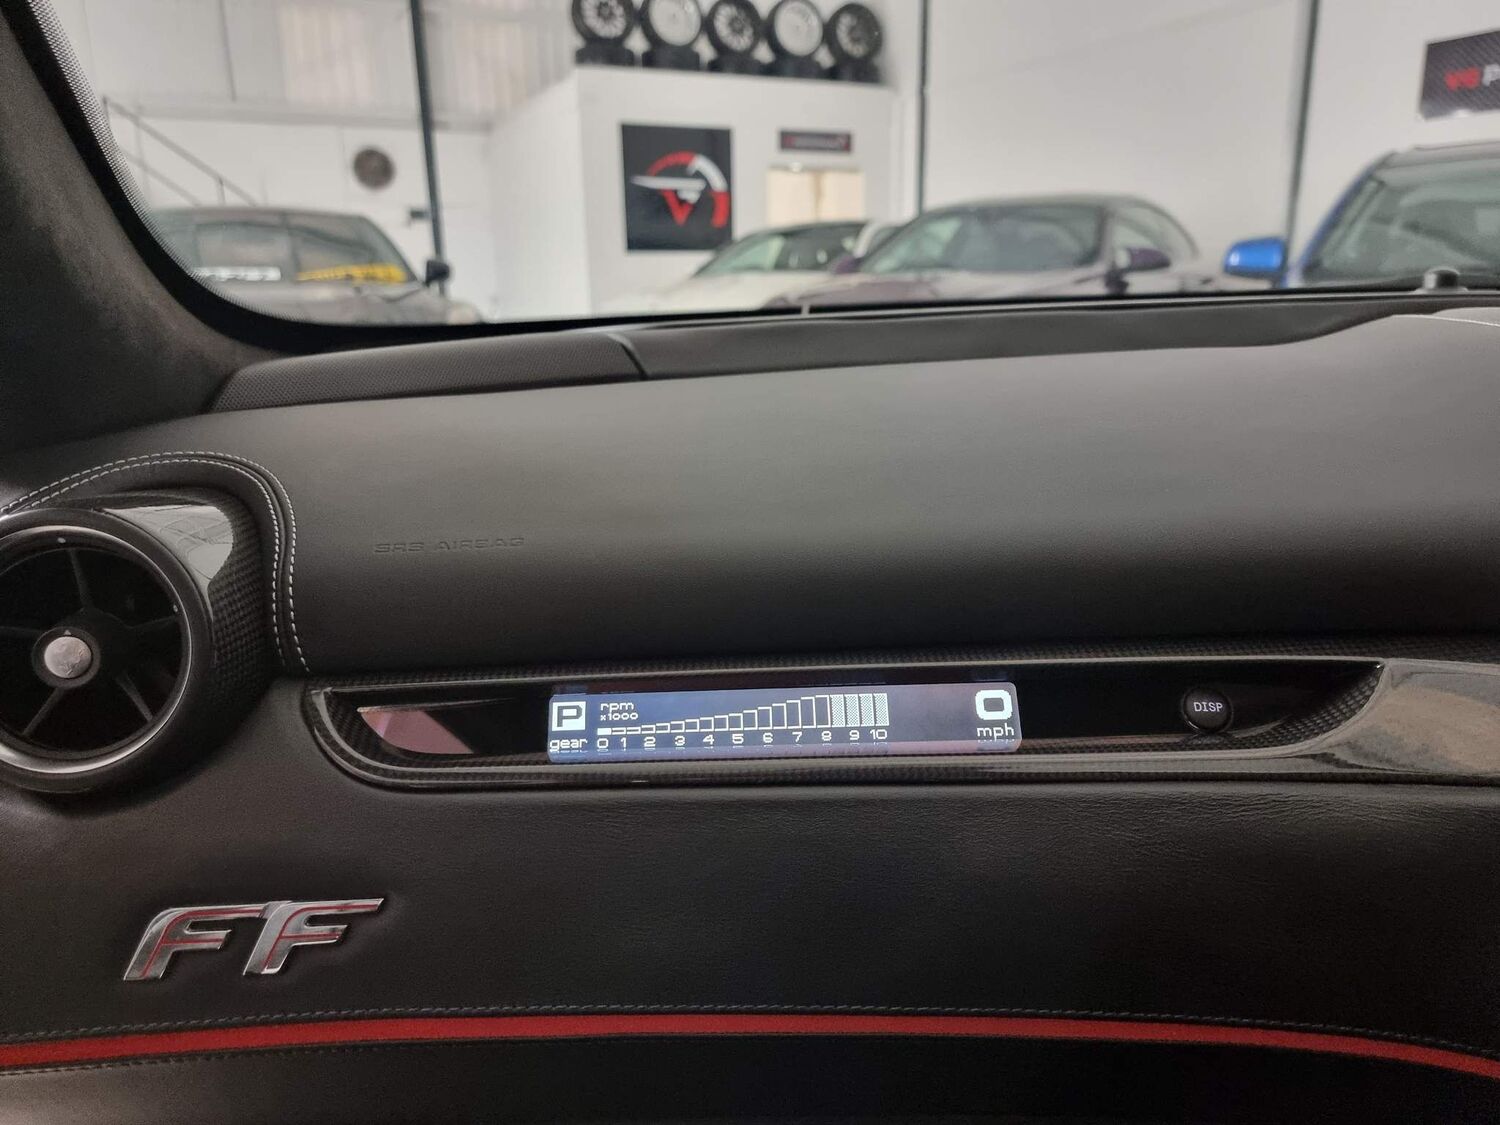 SRS AIRBAG
P
gear
rpm
x1000
0 1 2 3 4 5 6 7 8 9 10
0
mph
DISP
FF